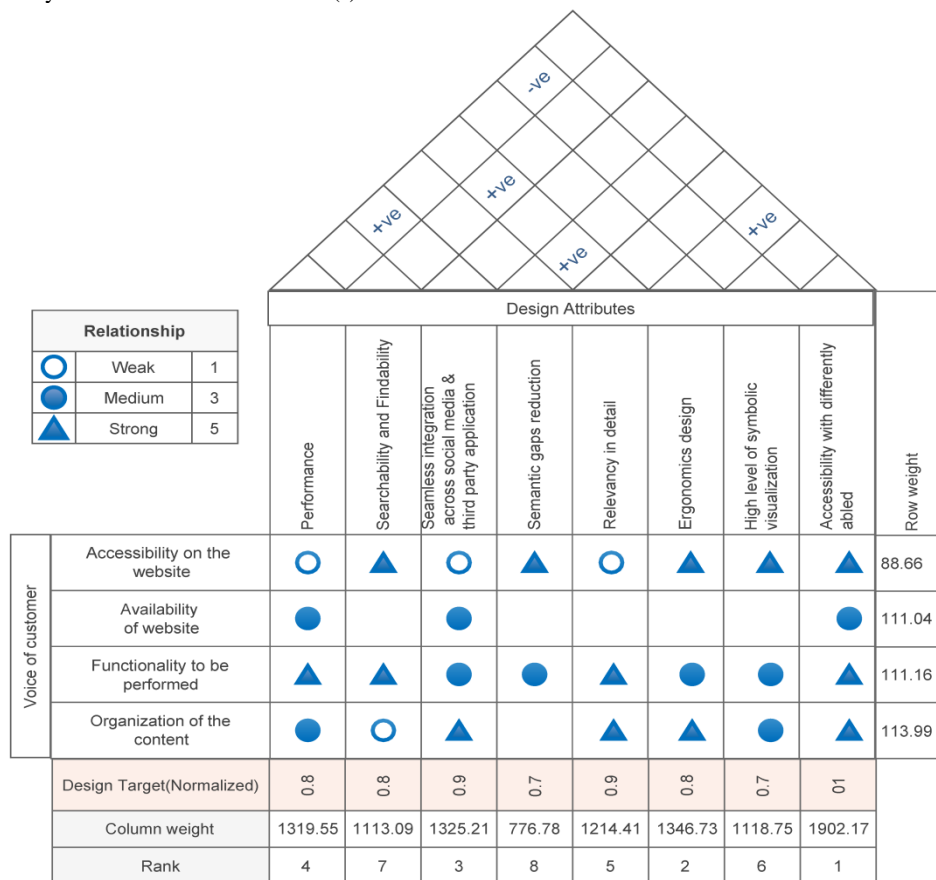 -ve
+ve
+ve
+ve
+ve
Design Attributes
Relationship
Weak 1
Medium 3
Strong 5
Performance
Searchability and Findability
Seamless integration
across social media &
third party application
Semantic gaps reduction
Relevancy in detail
Ergonomics design
High level of symbolic
visualization
Accessibility with differently
abled
Row weight
Voice of customer
Accessibility on the
website
88.66
Availability
of website
111.04
Functionality to be
performed
111.16
Organization of the
content
113.99
Design Target(Normalized) 0.8 0.8 0.9 0.7 0.9 0.8 0.7 01
Column weight 1319.55 1113.09 1325.21 776.78 1214.41 1346.73 1118.75 1902.17
Rank 4 7 3 8 5 2 6 1